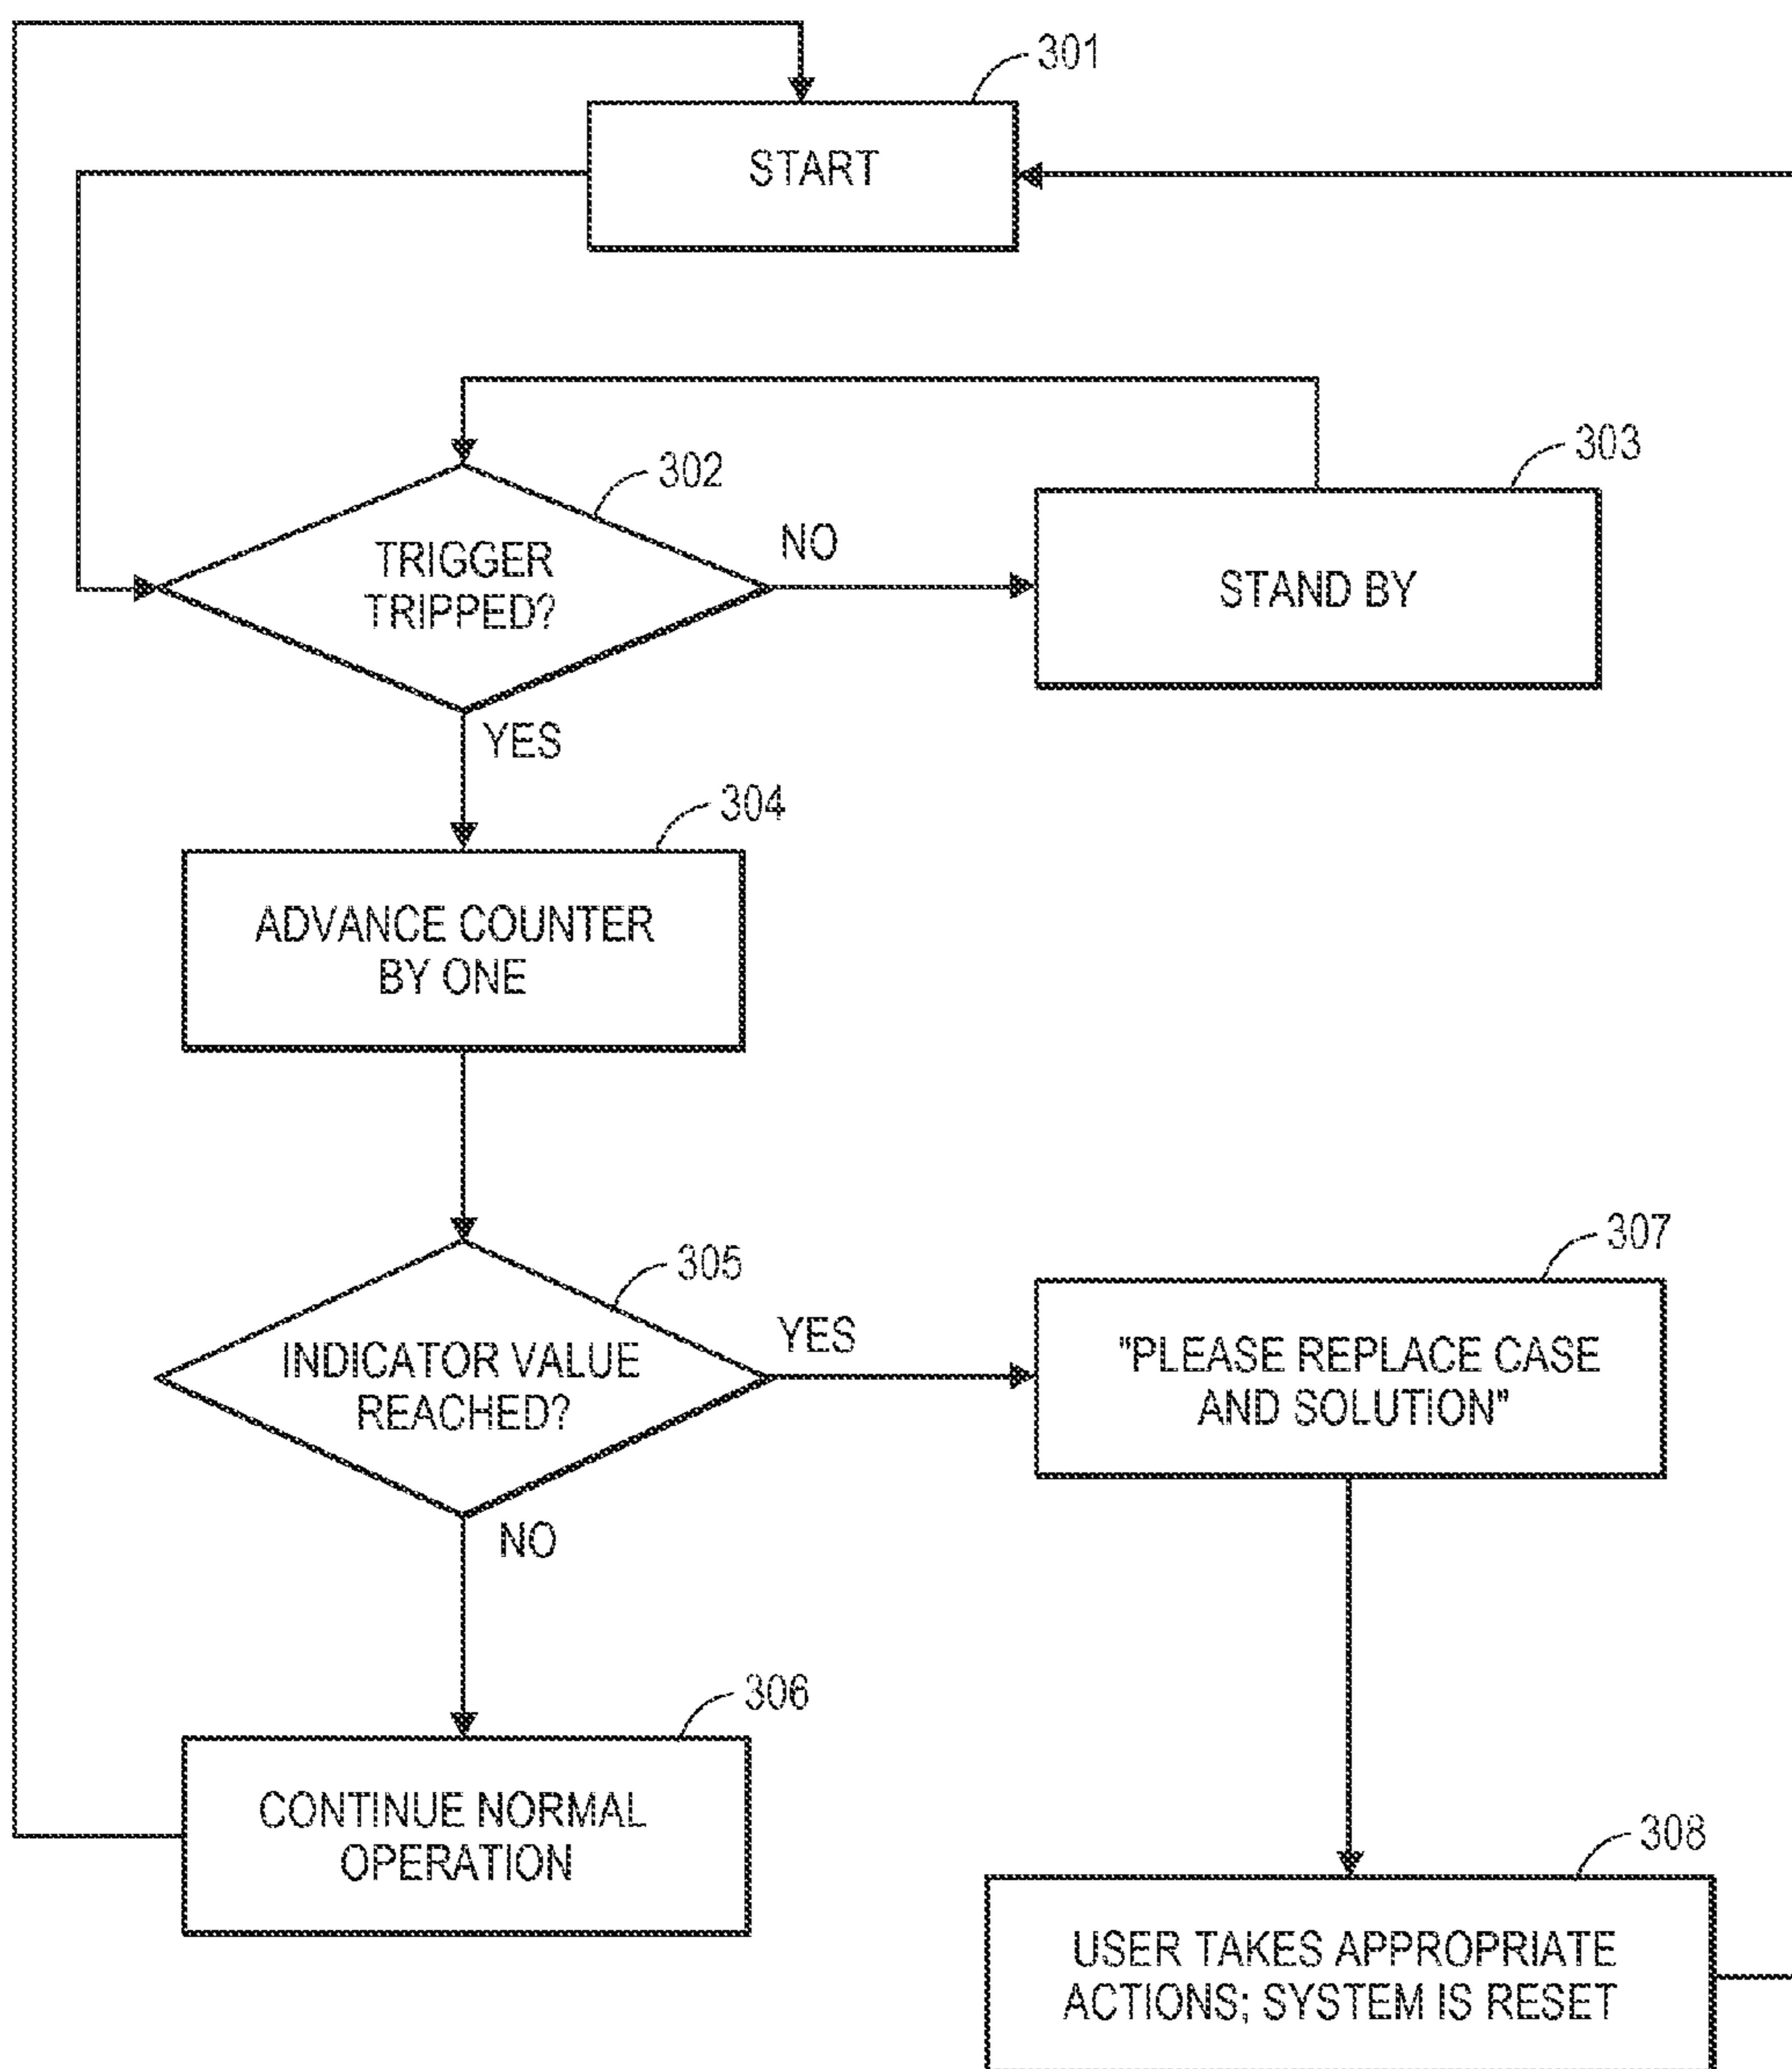 301
START
303
302
NO
TRIGGER
TRIPPED?
STAND BY
YES
304
ADVANCE COUNTER
BY ONE
307
305
YES
INDICATOR VALUE
REACHED?
"PLEASE REPLACE CASE
AND SOLUTION"
NO
306
CONTINUE NORMAL
OPERATION
308
USER TAKES APPROPRIATE
ACTIONS; SYSTEM IS RESET